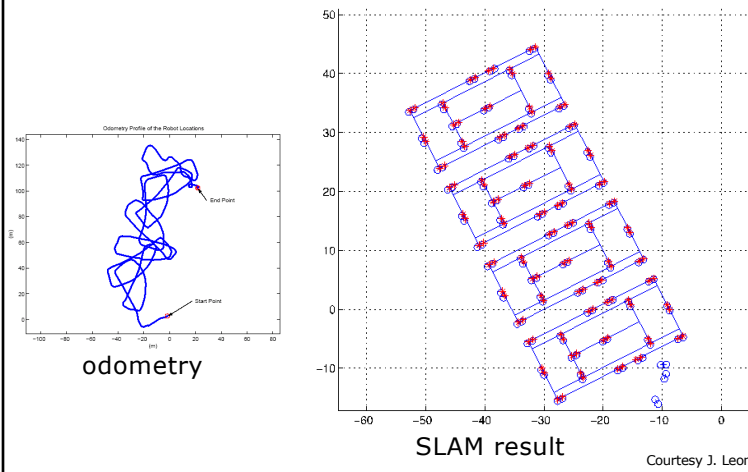 Odometry Profile of the Robot Locations
140
120
100
80
60
40
20
0
(m)
End Point
Start Point
-100 -80 -60 -40 -20 0 20 40 60 80
(m)
odometry
50
40
30
20
10
0
-10
-60 -50 -40 -30 -20 -10 0
SLAM result
Courtesy J. Leon